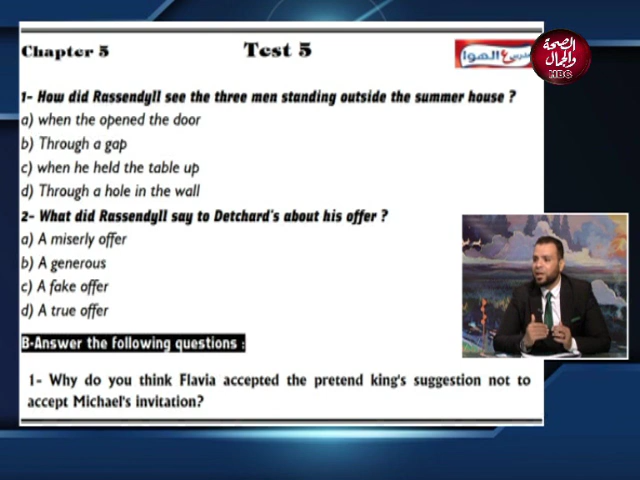 Chapter 5
Test 5
مدرس ع الهوا
الصحة
والجمال
HBC
1- How did Rassendyll see the three men standing outside the summer house ?
a) when the opened the door
b) Through a gap
c) when he held the table up
d) Through a hole in the wall
2- What did Rassendyll say to Detchard's about his offer ?
a) A miserly offer
b) A generous
c) A fake offer
d) A true offer
B-Answer the following questions :
1- Why do you think Flavia accepted the pretend king's suggestion not to
accept Michael's invitation?